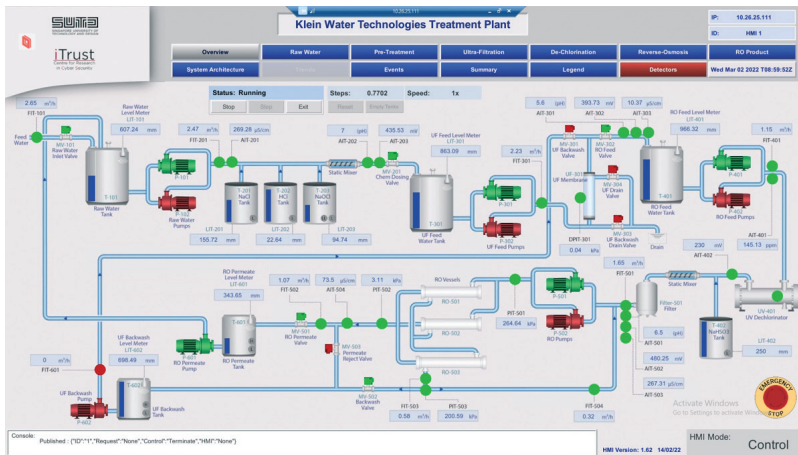 10.26.25.111
SUTD
SINGAPORE UNIVERSITY OF
TECHNOLOGY AND DESIGN
iTrust
Centre for Research
in Cyber Security
Klein Water Technologies Treatment Plant
IP: 10.26.25.111
ID: HMI 1
Overview Raw Water Pre-Treatment Ultra-Filtration De-Chlorination Reverse-Osmosis RO Product
System Architecture Events Summary Legend Detectors Wed Mar 02 2022 T08:59:52Z
Status: Running Steps: 0.7702 Speed: 1x
Stop Exit Reset
2.65 m³/h
FIT-101
Feed
Water
MV-101
Raw Water
Inlet Valve
Raw Water
Level Meter
LIT-101
607.24 mm
T-101
Raw Water
Tank
P-101
P-102
Raw Water
Pumps
2.47 m³/h
FIT-201
269.28 µS/cm
AIT-201
T-201
NaCl
Tank
T-202
HCl
Tank
T-203
NaOCl
Tank
LIT-201
155.72 mm
LIT-202
22.64 mm
LIT-203
94.74 mm
Static Mixer
7 (pH)
AIT-202
435.53 mV
AIT-203
MV-201
Chem Dosing
Valve
UF Feed Level Meter
LIT-301
863.09 mm
T-301
UF Feed
Water Tank
P-301
P-302
UF Feed Pumps
2.23 m³/h
FIT-301
5.6 (pH)
AIT-301
393.73 mV
AIT-302
10.37 µS/cm
AIT-303
MV-301
UF Backwash
Valve
MV-302
RO Feed
Valve
UF-301
UF Membrane
MV-304
UF Drain
Valve
MV-303
UF Backwash
Drain Valve
Drain
DPIT-301
0.04 kPa
RO Feed Level Meter
LIT-401
966.32 mm
T-401
RO Feed
Water Tank
P-401
P-402
RO Feed
Pumps
1.15 m³/h
FIT-401
AIT-401
145.13 ppm
230 mV
AIT-402
Static Mixer
UV-401
UV Dechlorinator
T-402
NaHSO3
Tank
LIT-402
250 mm
1.65 m³/h
FIT-501
Filter-501
Filter
6.5 (pH)
AIT-501
460.25 mV
AIT-502
267.31 µS/cm
AIT-503
P-501
P-502
RO Pumps
PIT-501
264.64 kPa
RO Vessels
RO-501
RO-502
RO-503
3.11 kPa
PIT-502
73.5 µS/cm
AIT-504
1.07 m³/h
FIT-502
MV-501
RO Permeate
Valve
MV-503
Permeate
Reject Valve
MV-502
Backwash
Valve
FIT-503
0.58 m³/h
PIT-503
200.59 kPa
FIT-504
0.32 m³/h
RO Permeate
Level Meter
LIT-601
343.65 mm
T-601
RO Permeate
Tank
P-601
RO Permeate
Pump
UF Backwash
Level Meter
LIT-602
698.49 mm
T-602
UF Backwash
Tank
0 m³/h
FIT-601
UF Backwash
Pump
P-602
Activate Windows
Go to Settings to activate Windows
EMERGENCY
STOP
Console:
Published : {"ID":"1","Request":"None","Control":"Terminate","HMI":"None"}
HMI Version: 1.62 14/02/22
HMI Mode:
Control